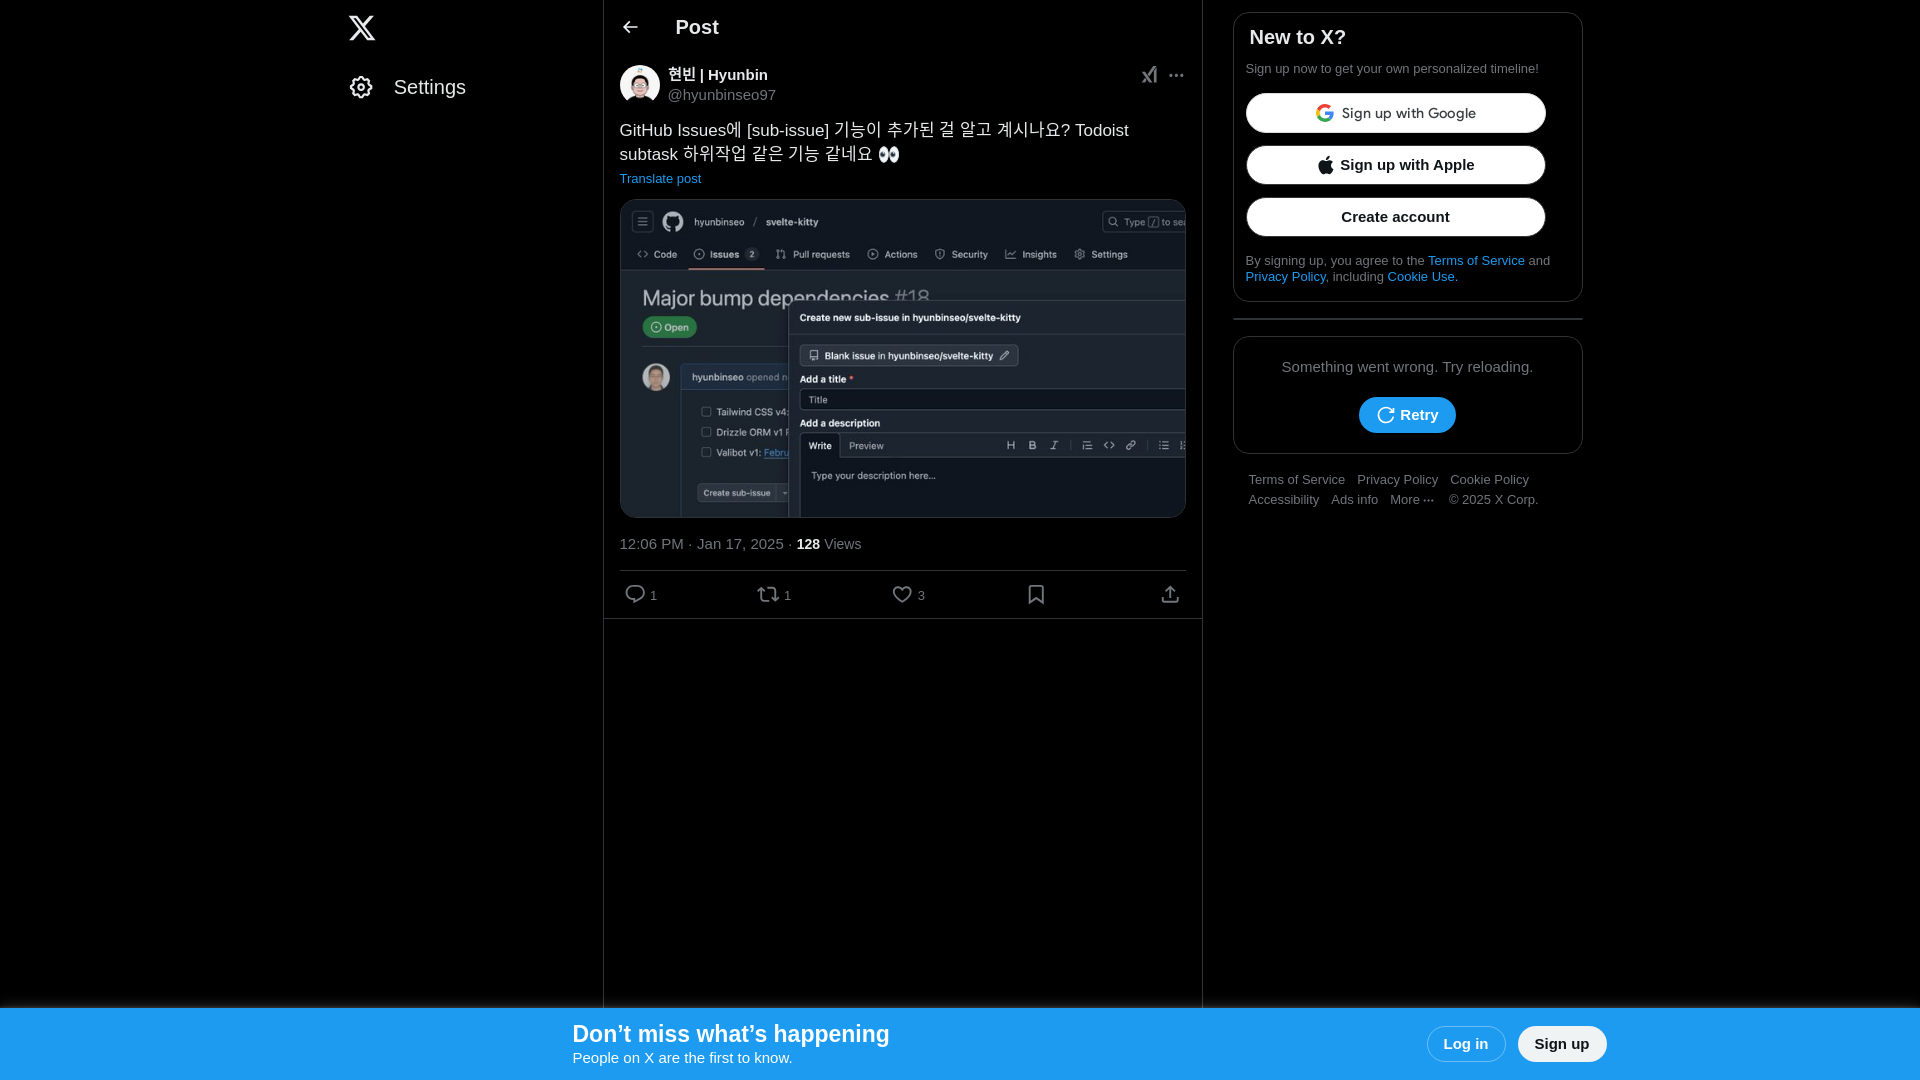 Settings
Post
현빈 | Hyunbin
@hyunbinseo97
GitHub Issues에 [sub-issue] 기능이 추가된 걸 알고 계시나요? Todoist
subtask 하위작업 같은 기능 같네요 👀
Translate post
hyunbinseo / svelte-kitty
Type / to sea
Code Issues 2 Pull requests Actions Security Insights Settings
Major bump dependencies #18
Open
hyunbinseo opened
Tailwind CSS v4:
Drizzle ORM v1
Valibot v1: Febru
Create sub-issue
Create new sub-issue in hyunbinseo/svelte-kitty
Blank issue in hyunbinseo/svelte-kitty
Add a title *
Title
Add a description
Write Preview
H B I
Type your description here...
12:06 PM · Jan 17, 2025 · 128 Views
1 1 3
New to X?
Sign up now to get your own personalized timeline!
Sign up with Google
Sign up with Apple
Create account
By signing up, you agree to the Terms of Service and
Privacy Policy, including Cookie Use.
Something went wrong. Try reloading.
Retry
Terms of Service Privacy Policy Cookie Policy
Accessibility Ads info More ··· © 2025 X Corp.
Don’t miss what’s happening
People on X are the first to know.
Log in Sign up